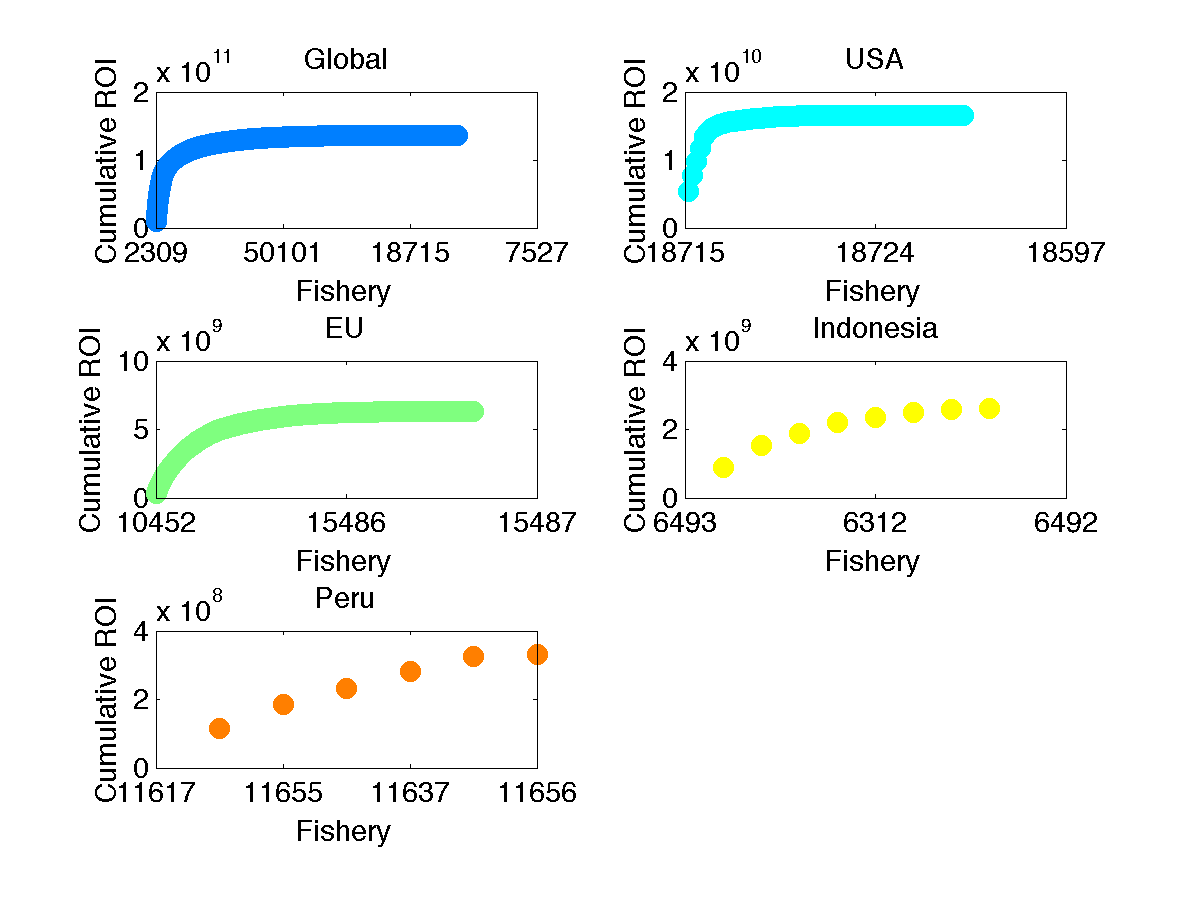 Global
x 10^11
Cumulative ROI
2
1
0
2309 50101 18715 7527
Fishery
USA
x 10^10
Cumulative ROI
2
1
0
18715 18724 18597
Fishery
EU
x 10^9
Cumulative ROI
10
5
0
10452 15486 15487
Fishery
Indonesia
x 10^9
Cumulative ROI
4
2
0
6493 6312 6492
Fishery
Peru
x 10^8
Cumulative ROI
4
2
0
11617 11655 11637 11656
Fishery